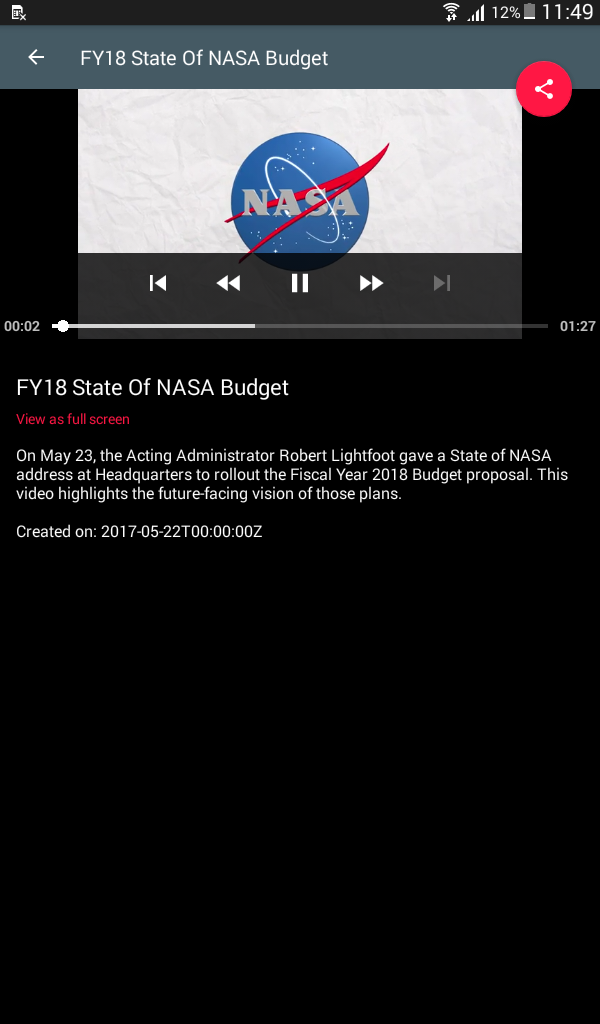 12% 11:49
FY18 State Of NASA Budget
NASA
00:02 01:27
FY18 State Of NASA Budget
View as full screen
On May 23, the Acting Administrator Robert Lightfoot gave a State of NASA
address at Headquarters to rollout the Fiscal Year 2018 Budget proposal. This
video highlights the future-facing vision of those plans.
Created on: 2017-05-22T00:00:00Z